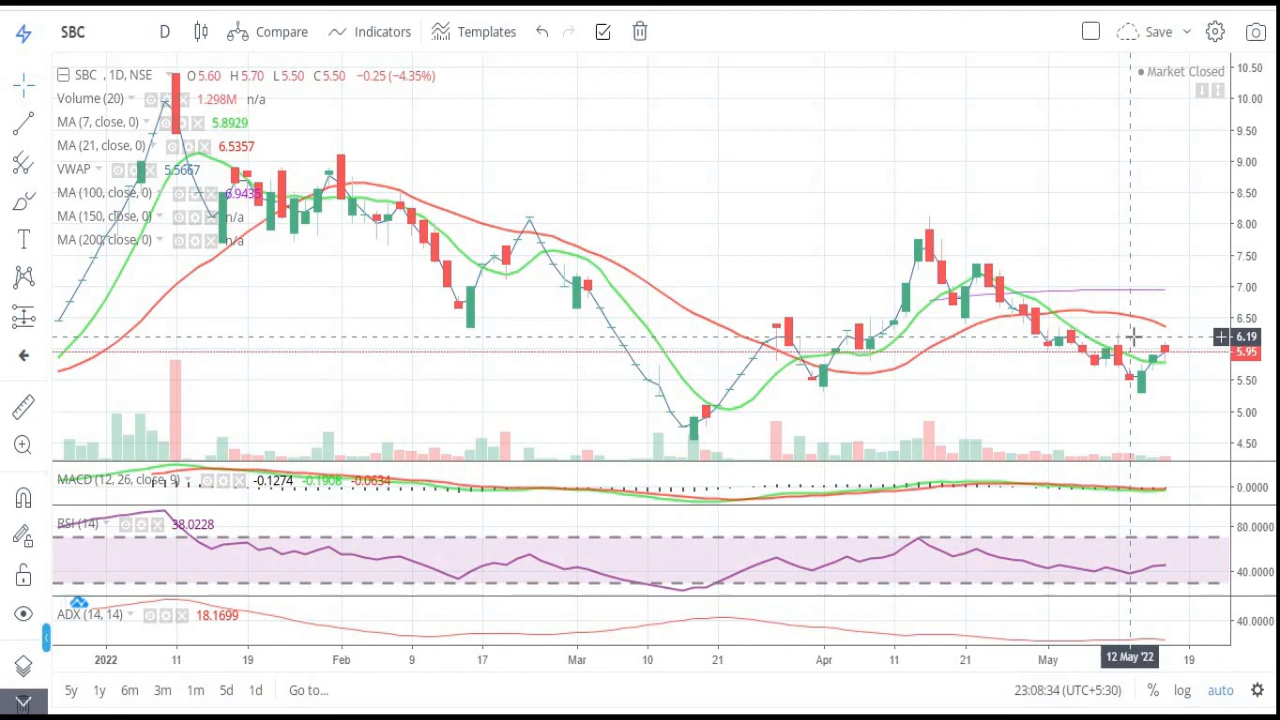 SBC D Compare Indicators Templates Save
SBC , 1D, NSE O 5.60 H 5.70 L 5.50 C 5.50 −0.25 (−4.35%)
Market Closed
Volume (20) 1.298M n/a
MA (7, close, 0) 5.8929
MA (21, close, 0) 6.5357
VWAP 5.5667
MA (100, close, 0) 6.9435
MA (150, close, 0) n/a
MA (200, close, 0) n/a
10.50
10.00
9.50
9.00
8.50
8.00
7.50
7.00
6.50
6.19
5.95
5.50
5.00
4.50
MACD (12, 26, close, 9) -0.1274 -0.1908 -0.0634
0.0000
RSI (14) 38.0228
80.0000
40.0000
ADX (14, 14) 18.1699
40.0000
2022 11 19 Feb 9 17 Mar 10 21 Apr 11 21 May 12 May '22 19
5y 1y 6m 3m 1m 5d 1d Go to... 23:08:34 (UTC+5:30) % log auto